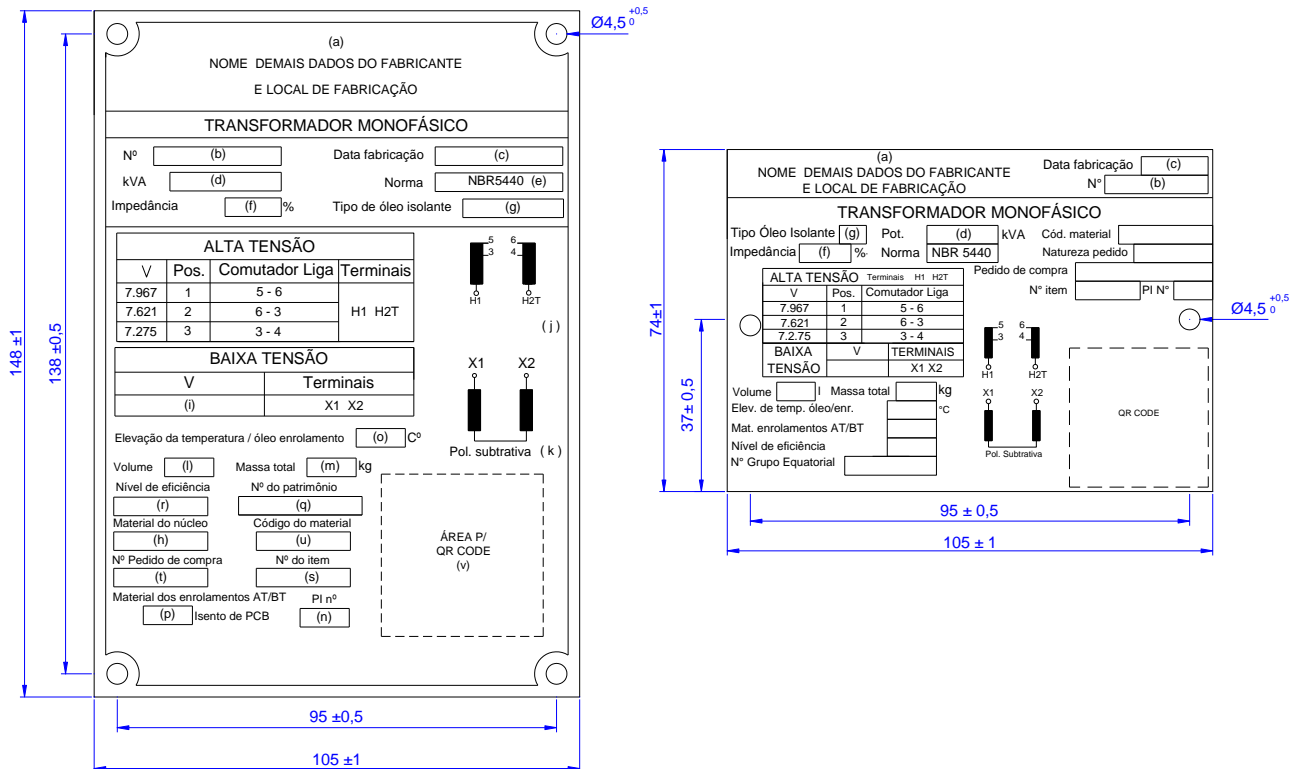 (a)
NOME DEMAIS DADOS DO FABRICANTE
E LOCAL DE FABRICAÇÃO
TRANSFORMADOR MONOFÁSICO
Nº (b) Data fabricação (c)
kVA (d) Norma NBR5440 (e)
Impedância (f) % Tipo de óleo isolante (g)
ALTA TENSÃO
V Pos. Comutador Liga Terminais
7.967 1 5 - 6
7.621 2 6 - 3 H1 H2T
7.275 3 3 - 4
5 6
3 4
H1 H2T
(j)
BAIXA TENSÃO
V Terminais
(i) X1 X2
X1 X2
Pol. subtrativa (k)
Elevação da temperatura / óleo enrolamento (o) Cº
Volume (l) Massa total (m) kg
Nível de eficiência Nº do patrimônio
(r) (q)
Material do núcleo Código do material
(h) (u)
Nº Pedido de compra Nº do item
(t) (s)
Material dos enrolamentos AT/BT PI nº
(p) Isento de PCB (n)
ÁREA P/
QR CODE
(v)
Ø4,5 +0,5 0
148 ±1
138 ±0,5
95 ±0,5
105 ±1
(a)
NOME DEMAIS DADOS DO FABRICANTE
E LOCAL DE FABRICAÇÃO
Data fabricação (c)
N° (b)
TRANSFORMADOR MONOFÁSICO
Tipo Óleo Isolante (g) Pot. (d) kVA Cód. material
Impedância (f) %. Norma NBR 5440 Natureza pedido
Pedido de compra
N° item PI N°
ALTA TENSÃO Terminais H1 H2T
V Pos. Comutador Liga
7.967 1 5 - 6
7.621 2 6 - 3
7.2.75 3 3 - 4
BAIXA V TERMINAIS
TENSÃO X1 X2
5 6
3 4
H1 H2T
X1 X2
Pol. Subtrativa
Volume l Massa total kg
Elev. de temp. óleo/enr. °C
Mat. enrolamentos AT/BT
Nível de eficiência
N° Grupo Equatorial
QR CODE
Ø4,5 +0,5 0
74±1
37± 0,5
95 ± 0,5
105 ± 1